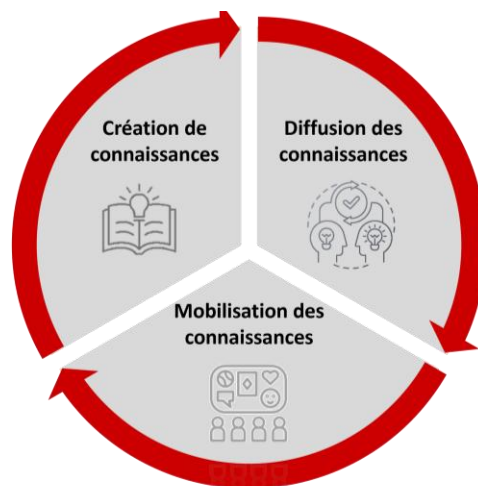 Création de
connaissances
Diffusion des
connaissances
Mobilisation des
connaissances